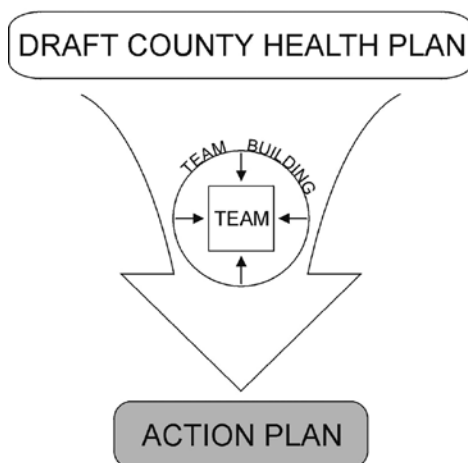 DRAFT COUNTY HEALTH PLAN
TEAM BUILDING
TEAM
ACTION PLAN